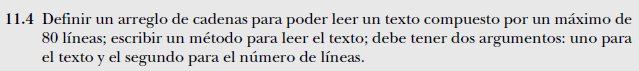 11.4 Definir un arreglo de cadenas para poder leer un texto compuesto por un máximo de
80 líneas; escribir un método para leer el texto; debe tener dos argumentos: uno para
el texto y el segundo para el número de líneas.